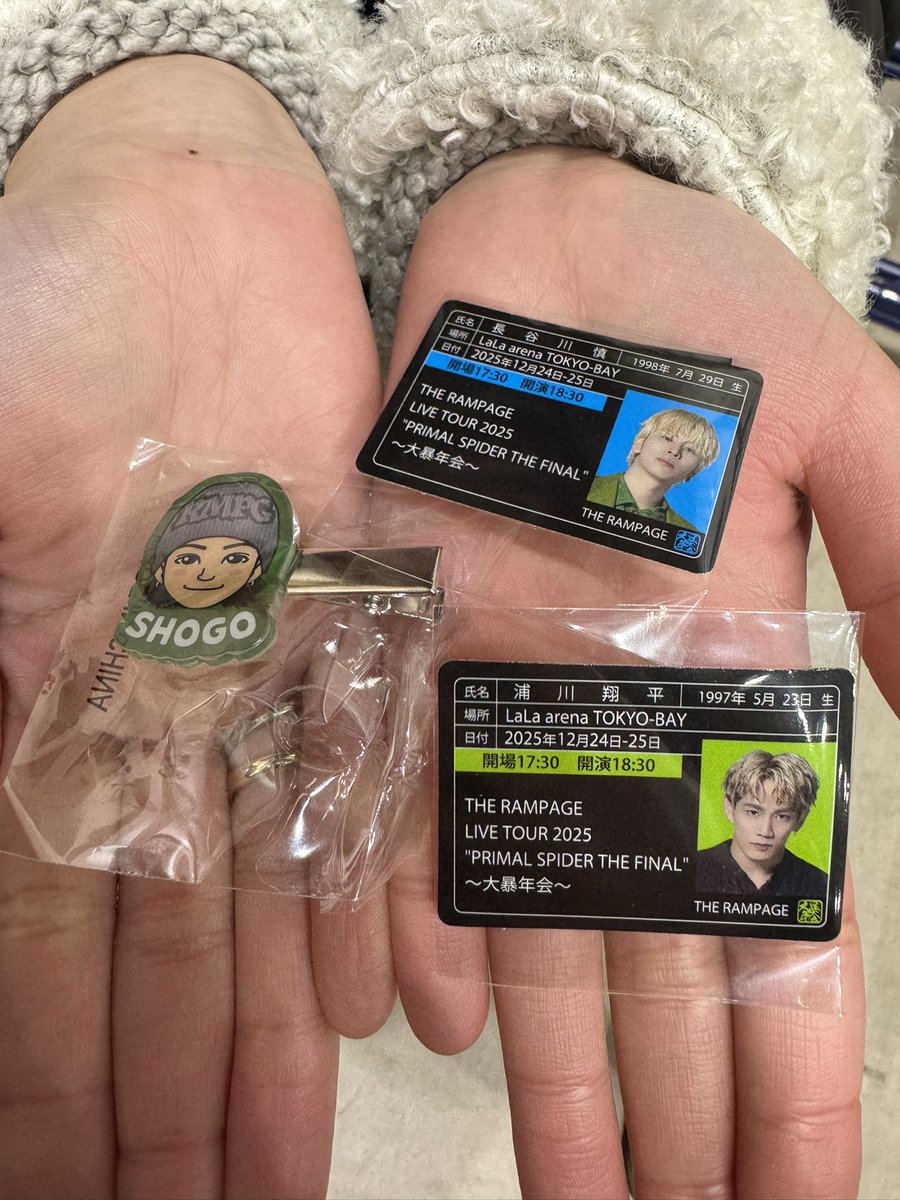 氏名 長谷川慎 1998年 7月 29日 生
場所 LaLa arena TOKYO-BAY
日付 2025年12月24日-25日
開場17:30 開演18:30
THE RAMPAGE
LIVE TOUR 2025
"PRIMAL SPIDER THE FINAL"
〜大暴年会〜
THE RAMPAGE
SHOGO
氏名 浦川翔平 1997年 5月 23日 生
場所 LaLa arena TOKYO-BAY
日付 2025年12月24日-25日
開場17:30 開演18:30
THE RAMPAGE
LIVE TOUR 2025
"PRIMAL SPIDER THE FINAL"
〜大暴年会〜
THE RAMPAGE